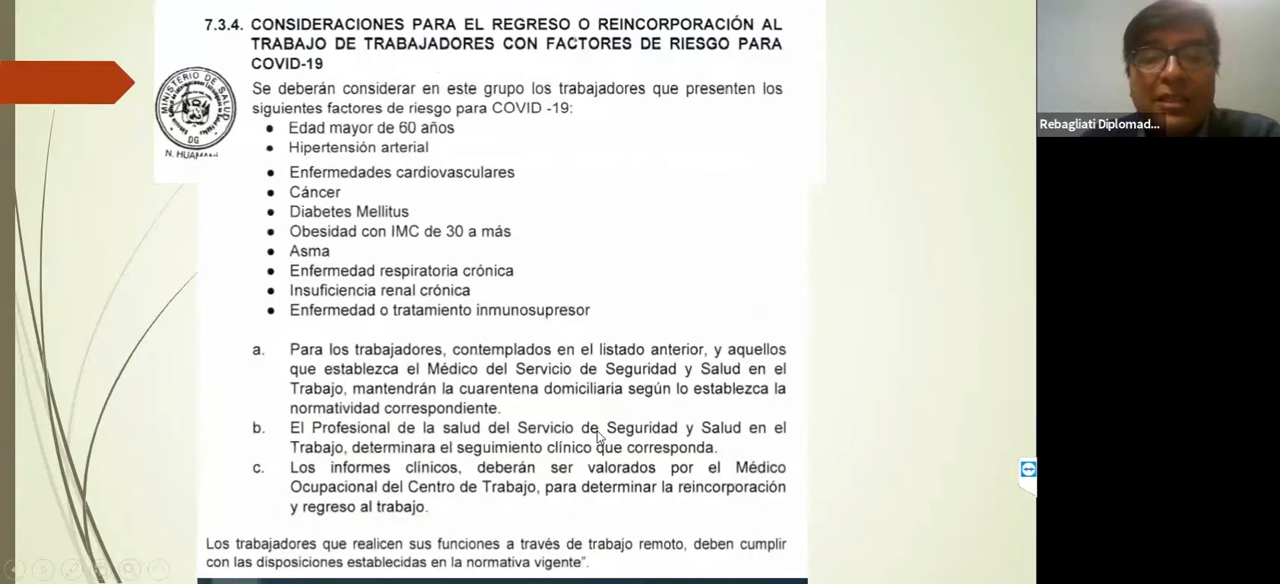 7.3.4. CONSIDERACIONES PARA EL REGRESO O REINCORPORACIÓN AL
TRABAJO DE TRABAJADORES CON FACTORES DE RIESGO PARA
COVID-19
Se deberán considerar en este grupo los trabajadores que presenten los
siguientes factores de riesgo para COVID -19:
• Edad mayor de 60 años
• Hipertensión arterial
• Enfermedades cardiovasculares
• Cáncer
• Diabetes Mellitus
• Obesidad con IMC de 30 a más
• Asma
• Enfermedad respiratoria crónica
• Insuficiencia renal crónica
• Enfermedad o tratamiento inmunosupresor
a. Para los trabajadores, contemplados en el listado anterior, y aquellos
que establezca el Médico del Servicio de Seguridad y Salud en el
Trabajo, mantendrán la cuarentena domiciliaria según lo establezca la
normatividad correspondiente.
b. El Profesional de la salud del Servicio de Seguridad y Salud en el
Trabajo, determinara el seguimiento clínico que corresponda.
c. Los informes clínicos, deberán ser valorados por el Médico
Ocupacional del Centro de Trabajo, para determinar la reincorporación
y regreso al trabajo.
Los trabajadores que realicen sus funciones a través de trabajo remoto, deben cumplir
con las disposiciones establecidas en la normativa vigente”.
MINISTERIO DE SALUD
DG
N.
Rebagliati Diplomad...